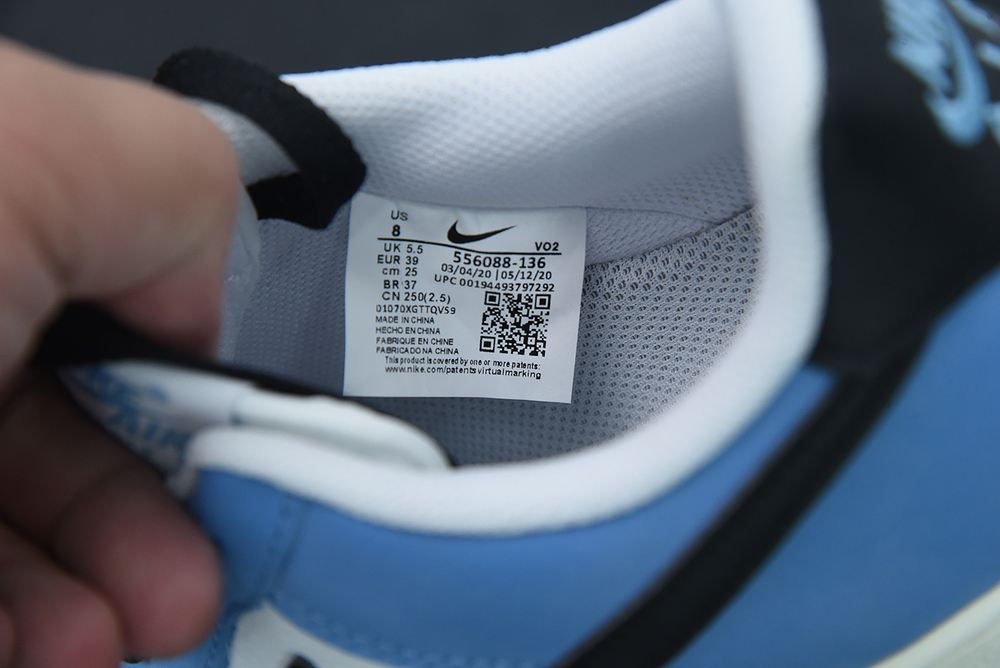 US
8
VO2
UK 5.5
556088-136
EUR 39
03/04/20 | 05/12/20
cm 25
UPC 00194493797292
BR 37
CN 250(2.5)
01070XGTTQVS9
MADE IN CHINA
HECHO EN CHINA
FABRIQUE EN CHINE
FABRICADO NA CHINA
This product is covered by one or more patents:
www.nike.com/patents virtualmarking
AIR